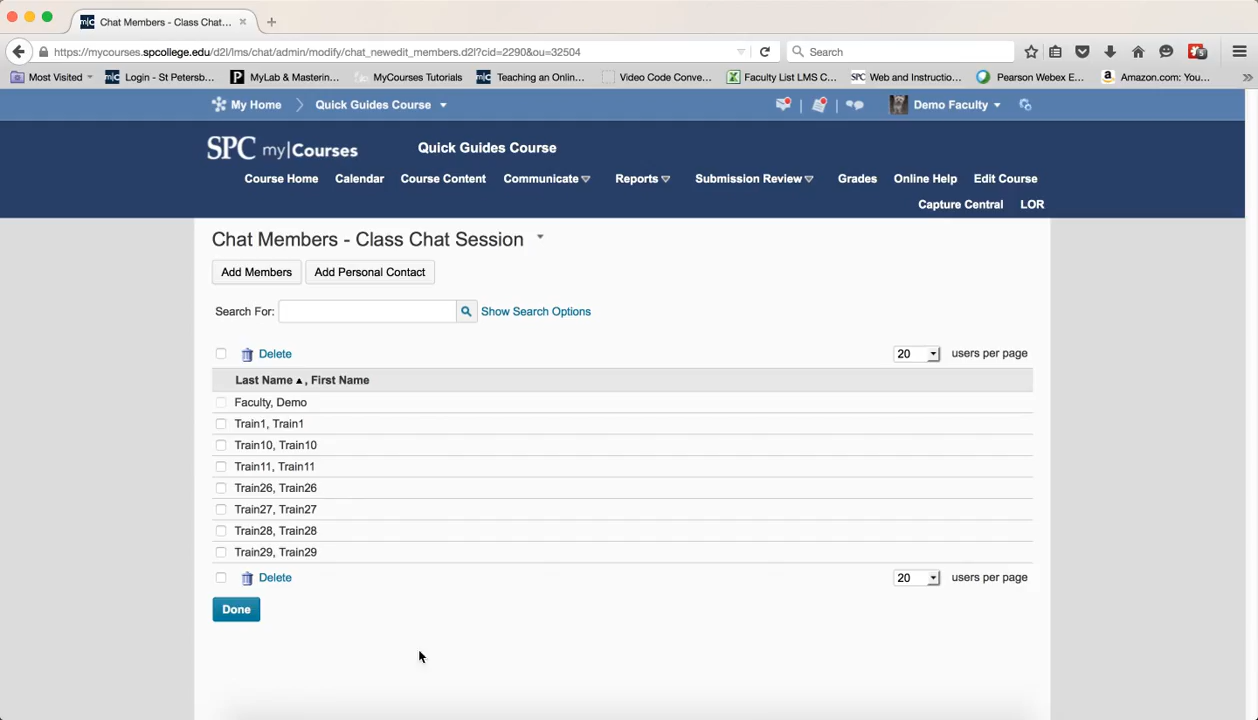 Chat Members - Class Chat...
https://mycourses.spcollege.edu/d2l/lms/chat/admin/modify/chat_newedit_members.d2l?cid=2290&ou=32504
Search
Most Visited
Login - St Petersb...
MyLab & Mastering...
MyCourses Tutorials
Teaching an Onlin...
Video Code Conve...
Faculty List LMS C...
Web and Instructio...
Pearson Webex E...
Amazon.com: You...
My Home
Quick Guides Course
Demo Faculty
SPC my|Courses
Quick Guides Course
Course Home
Calendar
Course Content
Communicate
Reports
Submission Review
Grades
Online Help
Edit Course
Capture Central
LOR
Chat Members - Class Chat Session
Add Members
Add Personal Contact
Search For:
Show Search Options
Delete
20 users per page
Last Name ▲, First Name
Faculty, Demo
Train1, Train1
Train10, Train10
Train11, Train11
Train26, Train26
Train27, Train27
Train28, Train28
Train29, Train29
Delete
20 users per page
Done